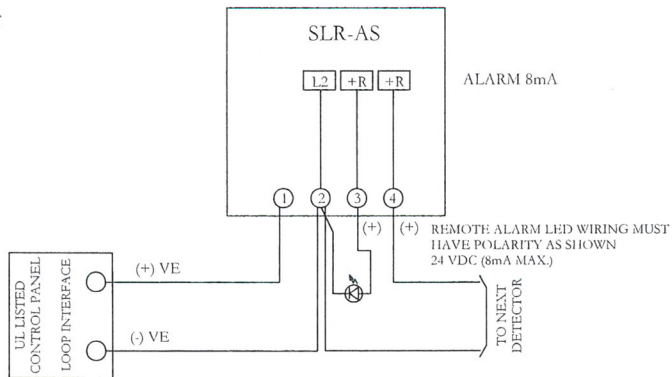 SLR-AS
L2 +R +R
ALARM 8mA
1 2 3 4
(+) (+)
REMOTE ALARM LED WIRING MUST
HAVE POLARITY AS SHOWN
24 VDC (8mA MAX.)
UL LISTED
CONTROL PANEL
LOOP INTERFACE
(+) VE
(-) VE
TO NEXT
DETECTOR